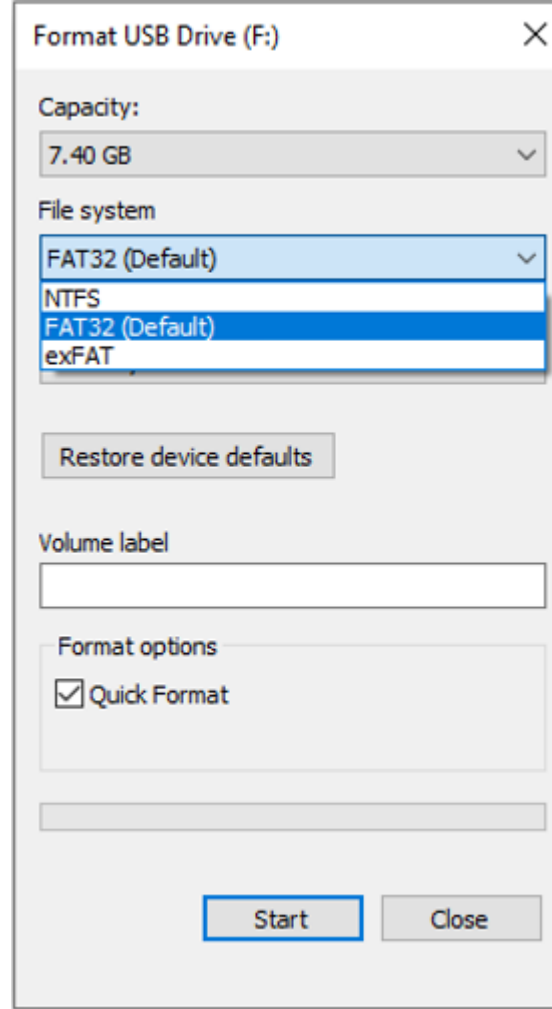 Format USB Drive (F:)
Capacity:
7.40 GB
File system
FAT32 (Default)
NTFS
FAT32 (Default)
exFAT
Restore device defaults
Volume label
Format options
Quick Format
Start
Close